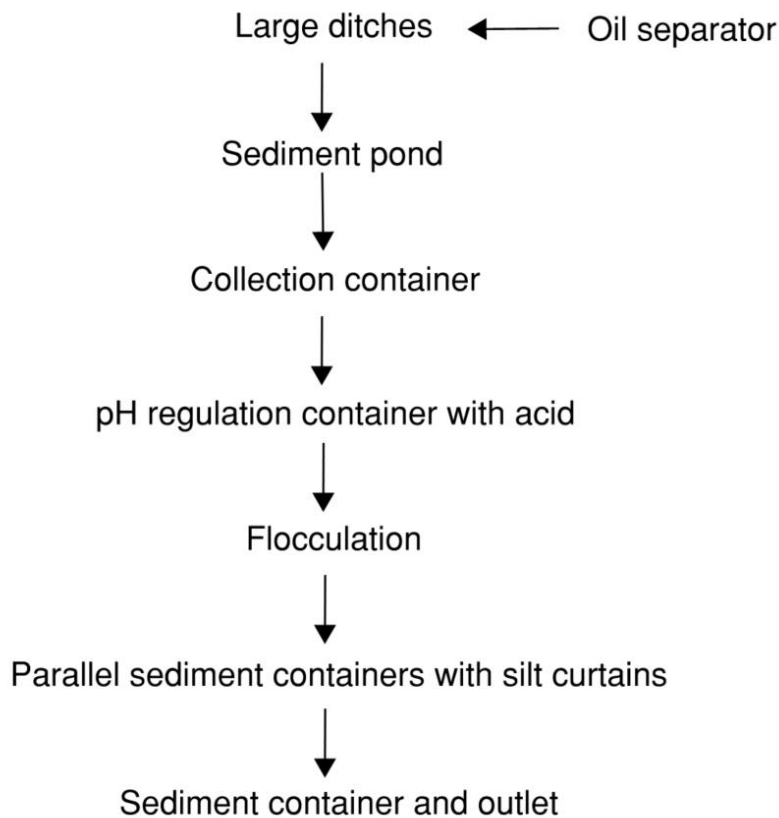 Large ditches
Oil separator
Sediment pond
Collection container
pH regulation container with acid
Flocculation
Parallel sediment containers with silt curtains
Sediment container and outlet